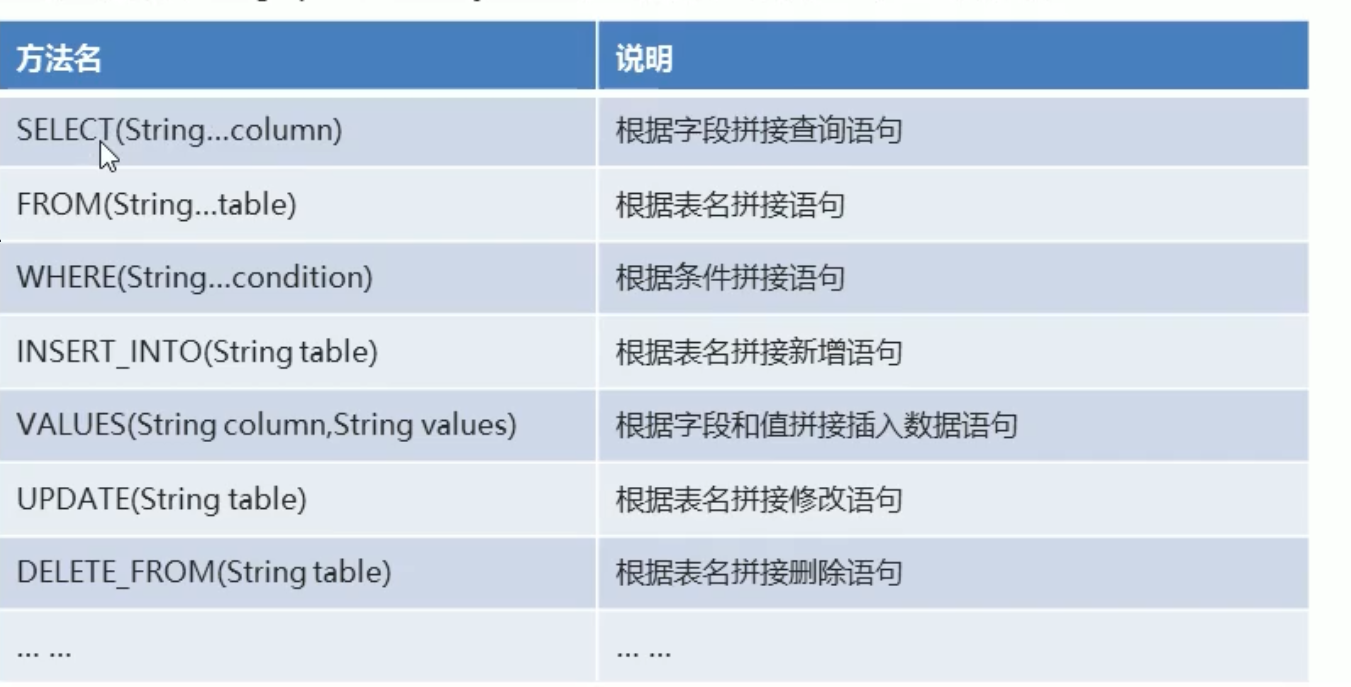 方法名 说明
SELECT(String...column) 根据字段拼接查询语句
FROM(String...table) 根据表名拼接语句
WHERE(String...condition) 根据条件拼接语句
INSERT_INTO(String table) 根据表名拼接新增语句
VALUES(String column,String values) 根据字段和值拼接插入数据语句
UPDATE(String table) 根据表名拼接修改语句
DELETE_FROM(String table) 根据表名拼接删除语句
... ... ... ...